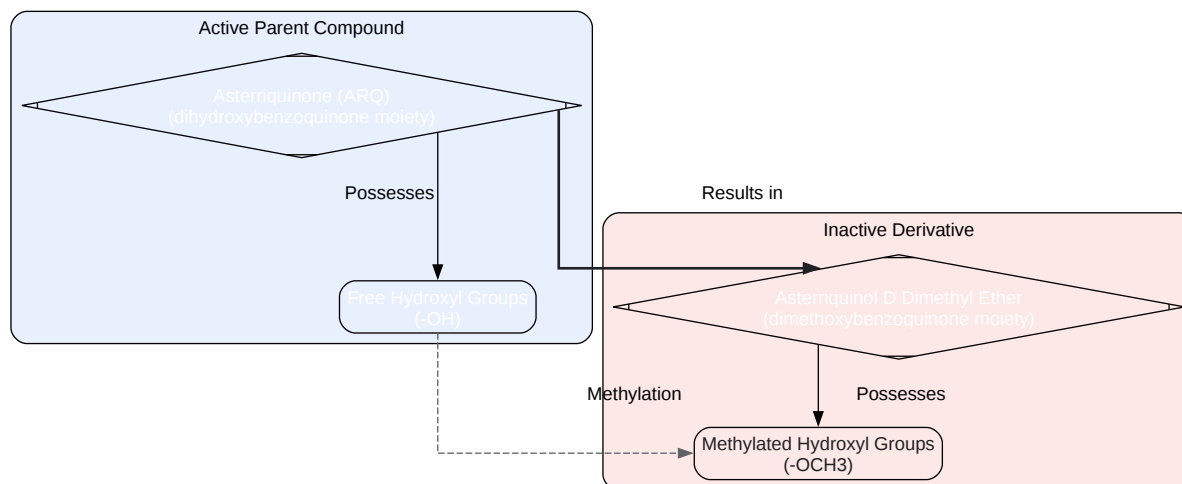 Active Parent Compound
Asterriquinone (ARQ)
(dihydroxybenzoquinone moiety)
Possesses
Results in
Free Hydroxyl Groups
(-OH)
Inactive Derivative
Asterriquinol D Dimethyl Ether
(dimethoxybenzoquinone moiety)
Methylation
Possesses
Methylated Hydroxyl Groups
(-OCH3)